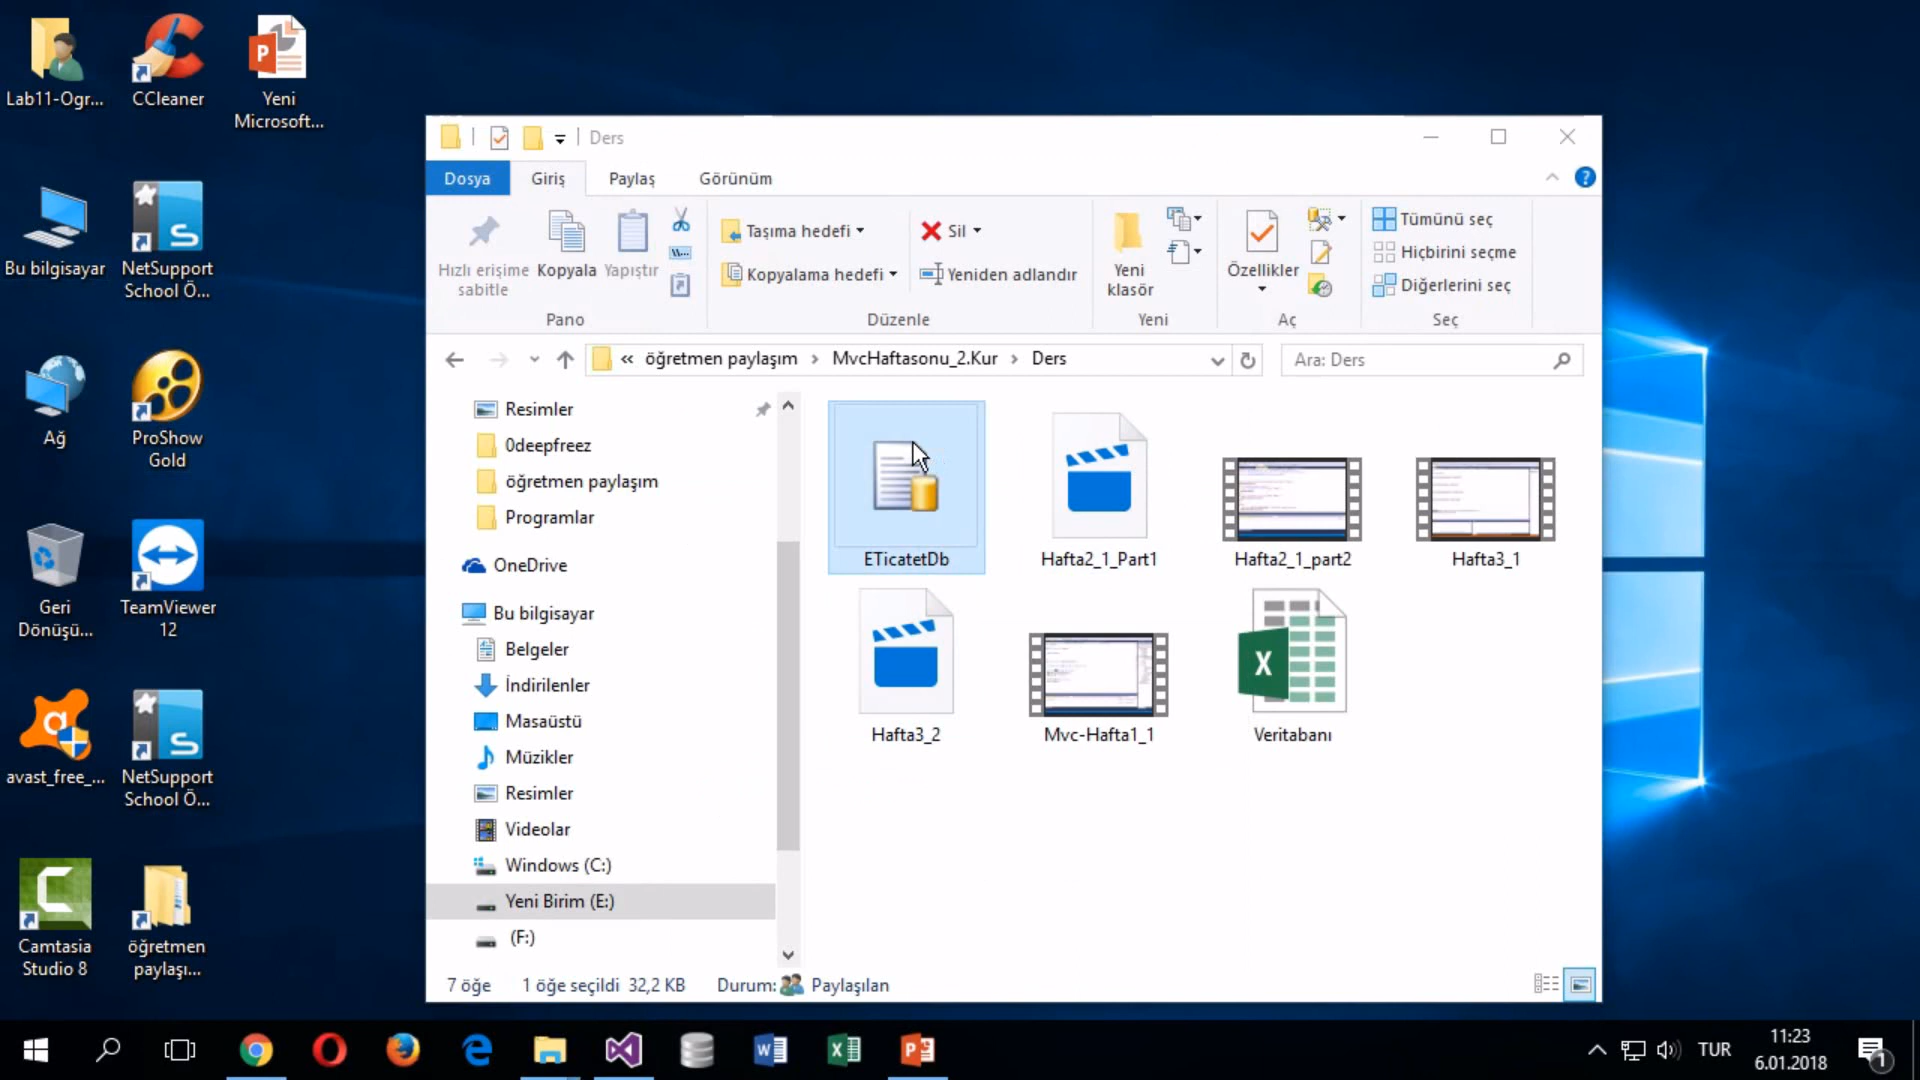 Lab11-Ogr...
CCleaner
Yeni
Microsoft...
Bu bilgisayar
NetSupport
School Ö...
Ağ
ProShow
Gold
Geri
Dönüşü...
TeamViewer
12
avast_free_...
NetSupport
School Ö...
Camtasia
Studio 8
öğretmen
paylaşı...
Ders
Dosya
Giriş
Paylaş
Görünüm
Hızlı erişime
sabitle
Kopyala
Yapıştır
Taşıma hedefi
Kopyalama hedefi
Sil
Yeniden adlandır
Yeni
klasör
Özellikler
Tümünü seç
Hiçbirini seçme
Diğerlerini seç
Pano
Düzenle
Yeni
Aç
Seç
« öğretmen paylaşım › MvcHaftasonu_2.Kur › Ders
Ara: Ders
Resimler
0deepfreez
öğretmen paylaşım
Programlar
OneDrive
Bu bilgisayar
Belgeler
İndirilenler
Masaüstü
Müzikler
Resimler
Videolar
Windows (C:)
Yeni Birim (E:)
(F:)
ETicatetDb
Hafta2_1_Part1
Hafta2_1_part2
Hafta3_1
Hafta3_2
Mvc-Hafta1_1
Veritabanı
7 öğe
1 öğe seçildi 32,2 KB
Durum: Paylaşılan
TUR
11:23
6.01.2018
1